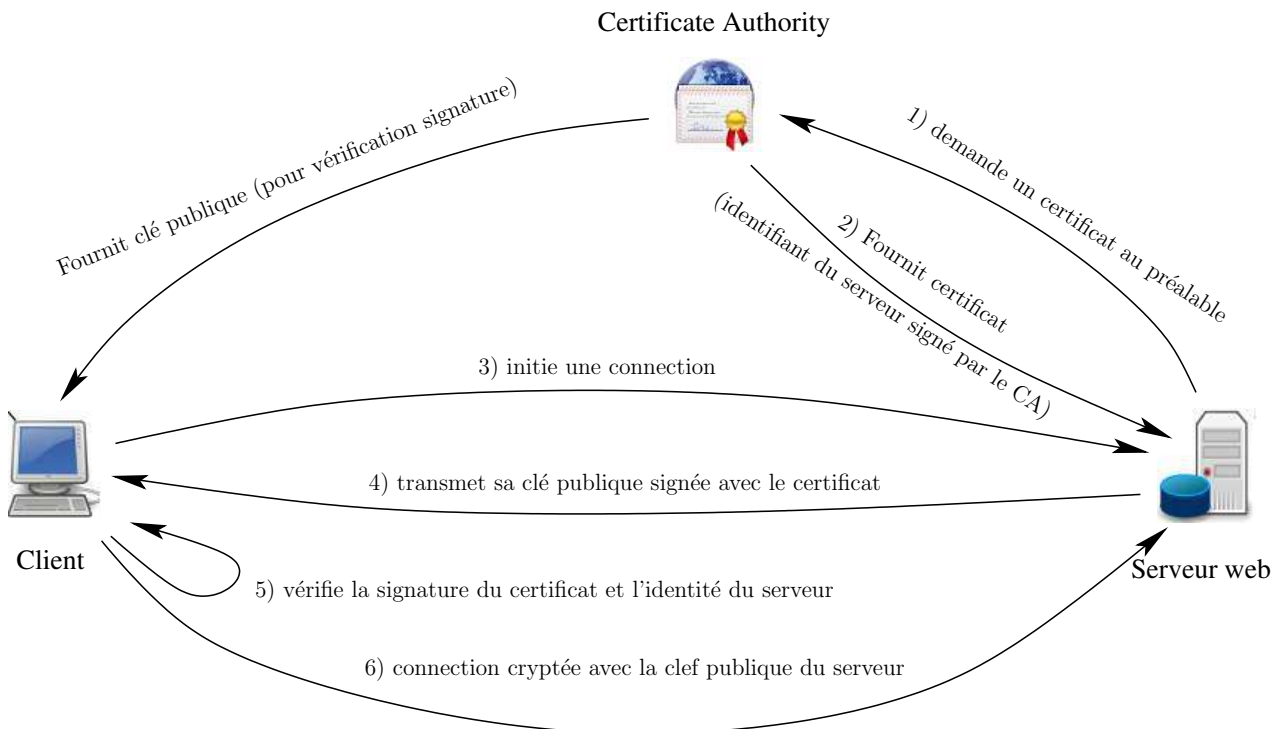 Certificate Authority
Fournit clé publique (pour vérification signature)
1) demande un certificat au préalable
2) Fournit certificat
(identifiant du serveur signé par le CA)
3) initie une connection
4) transmet sa clé publique signée avec le certificat
Client
Serveur web
5) vérifie la signature du certificat et l'identité du serveur
6) connection cryptée avec la clef publique du serveur